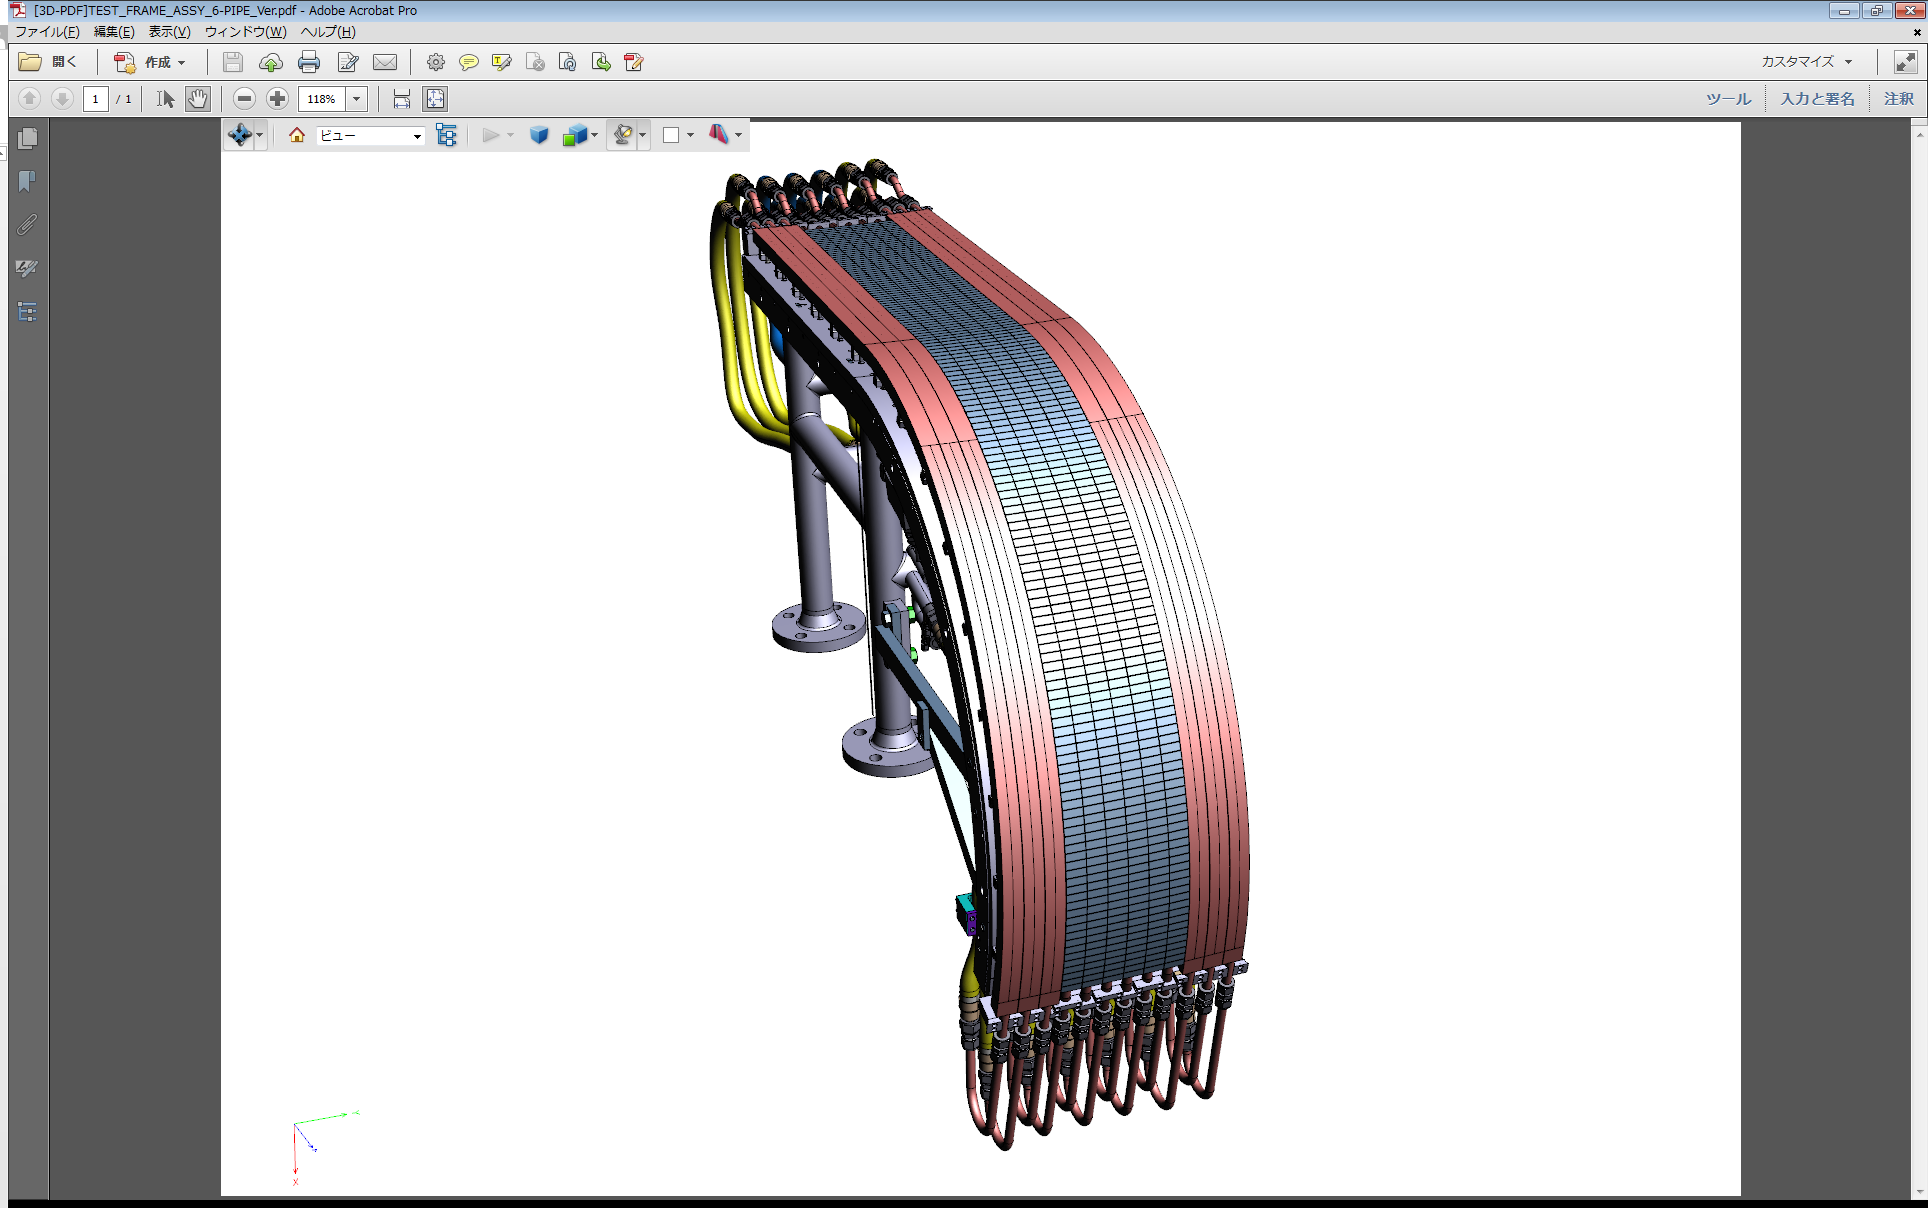 [3D-PDF]TEST_FRAME_ASSY_6-PIPE_Ver.pdf - Adobe Acrobat Pro
ファイル(F) 編集(E) 表示(V) ウィンドウ(W) ヘルプ(H)
開く 作成 カスタマイズ
1 / 1 118% ツール 入力と署名 注釈
ビュー
X